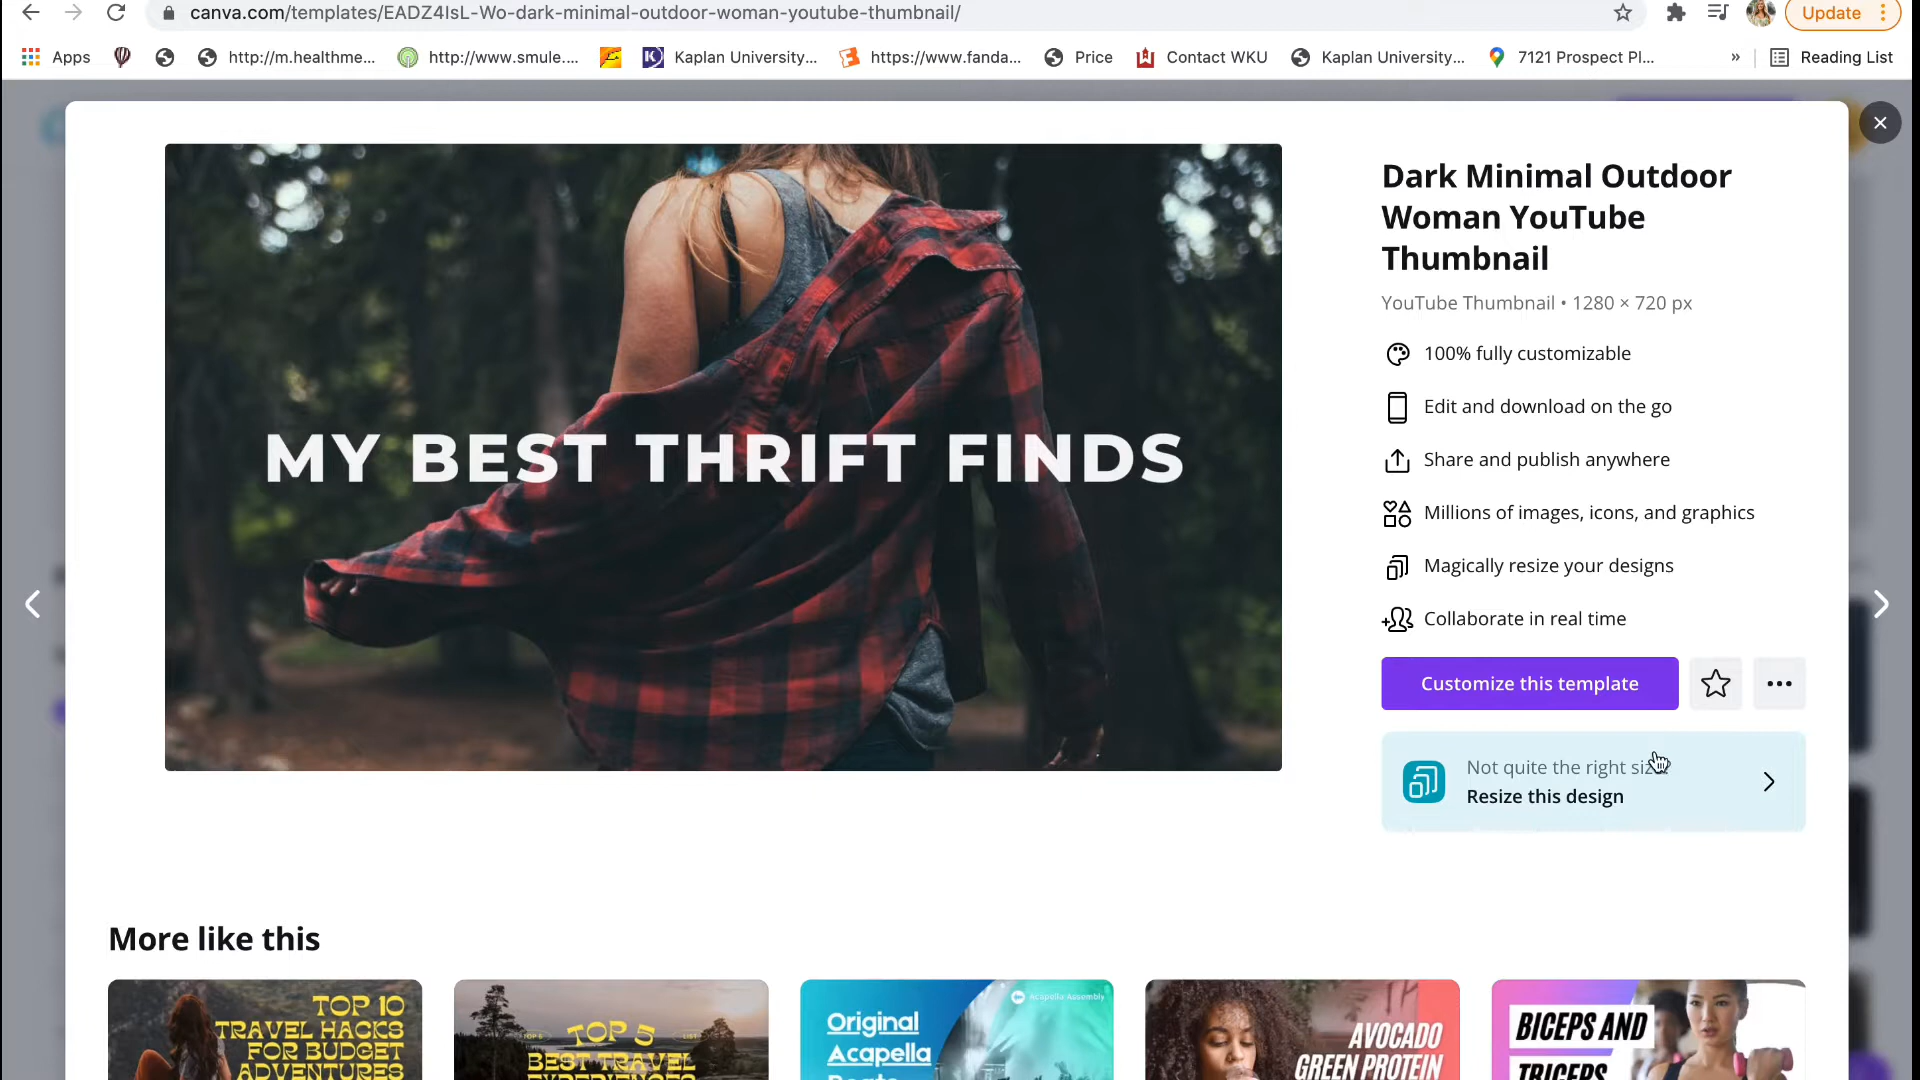 canva.com/templates/EADZ4IsL-Wo-dark-minimal-outdoor-woman-youtube-thumbnail/
Update
Apps
http://m.healthme...
http://www.smule....
Kaplan University...
https://www.fanda...
Price
Contact WKU
Kaplan University...
7121 Prospect Pl...
»
Reading List
MY BEST THRIFT FINDS
Dark Minimal Outdoor
Woman YouTube
Thumbnail
YouTube Thumbnail • 1280 × 720 px
100% fully customizable
Edit and download on the go
Share and publish anywhere
Millions of images, icons, and graphics
Magically resize your designs
Collaborate in real time
Customize this template
Not quite the right
Resize this design
More like this
TOP 10
TRAVEL HACKS
FOR BUDGET
ADVENTURES
TOP 5
BEST TRAVEL
EXPERIENCES
Acapella Assembly
Original
Acapella
AVOCADO
GREEN PROTEIN
BICEPS AND
TRICEPS